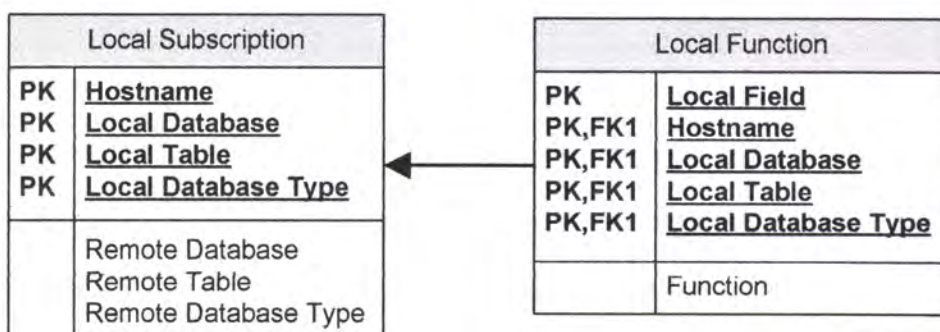 Local Subscription
PK Hostname
PK Local Database
PK Local Table
PK Local Database Type
Remote Database
Remote Table
Remote Database Type
Local Function
PK Local Field
PK,FK1 Hostname
PK,FK1 Local Database
PK,FK1 Local Table
PK,FK1 Local Database Type
Function